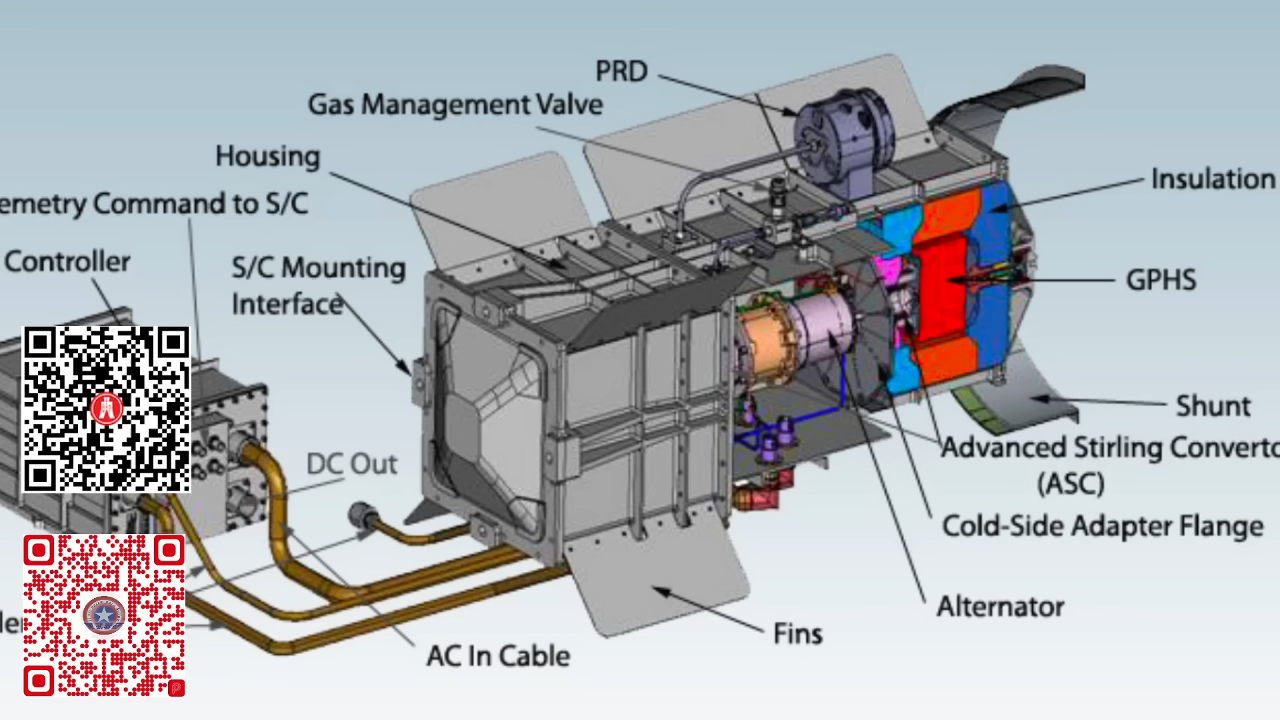 PRD
Gas Management Valve
Housing
emetry Command to S/C
Controller
S/C Mounting
Interface
Insulation
GPHS
Shunt
DC Out
Advanced Stirling Converto
(ASC)
Cold-Side Adapter Flange
Alternator
Fins
AC In Cable